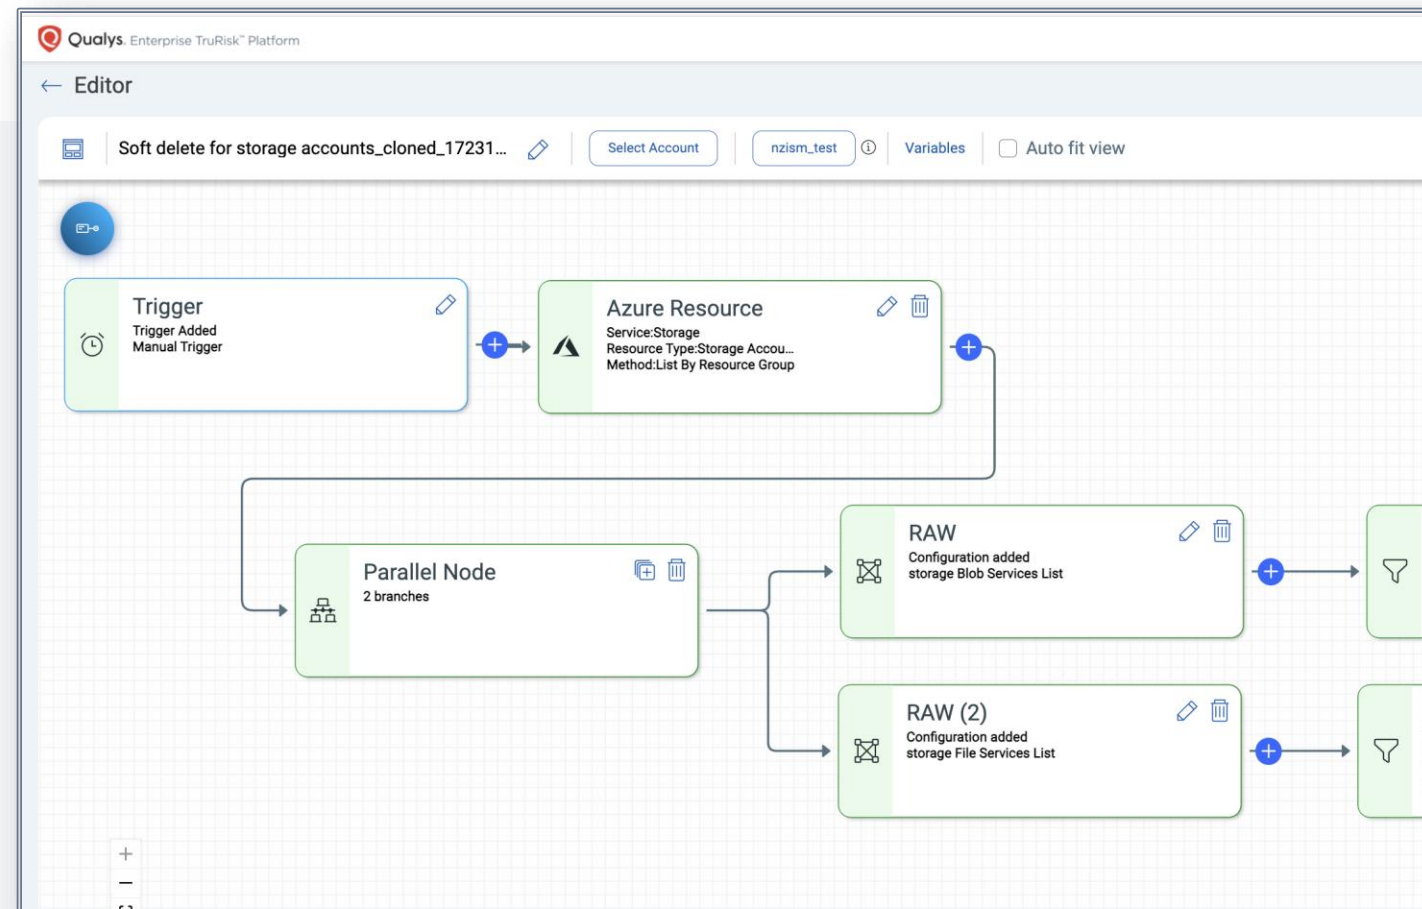 Qualys. Enterprise TruRisk™ Platform
Editor
Soft delete for storage accounts_cloned_17231...
Select Account
nzism_test
Variables
Auto fit view
Trigger
Trigger Added
Manual Trigger
Azure Resource
Service:Storage
Resource Type:Storage Accou...
Method:List By Resource Group
RAW
Configuration added
storage Blob Services List
Parallel Node
2 branches
RAW (2)
Configuration added
storage File Services List